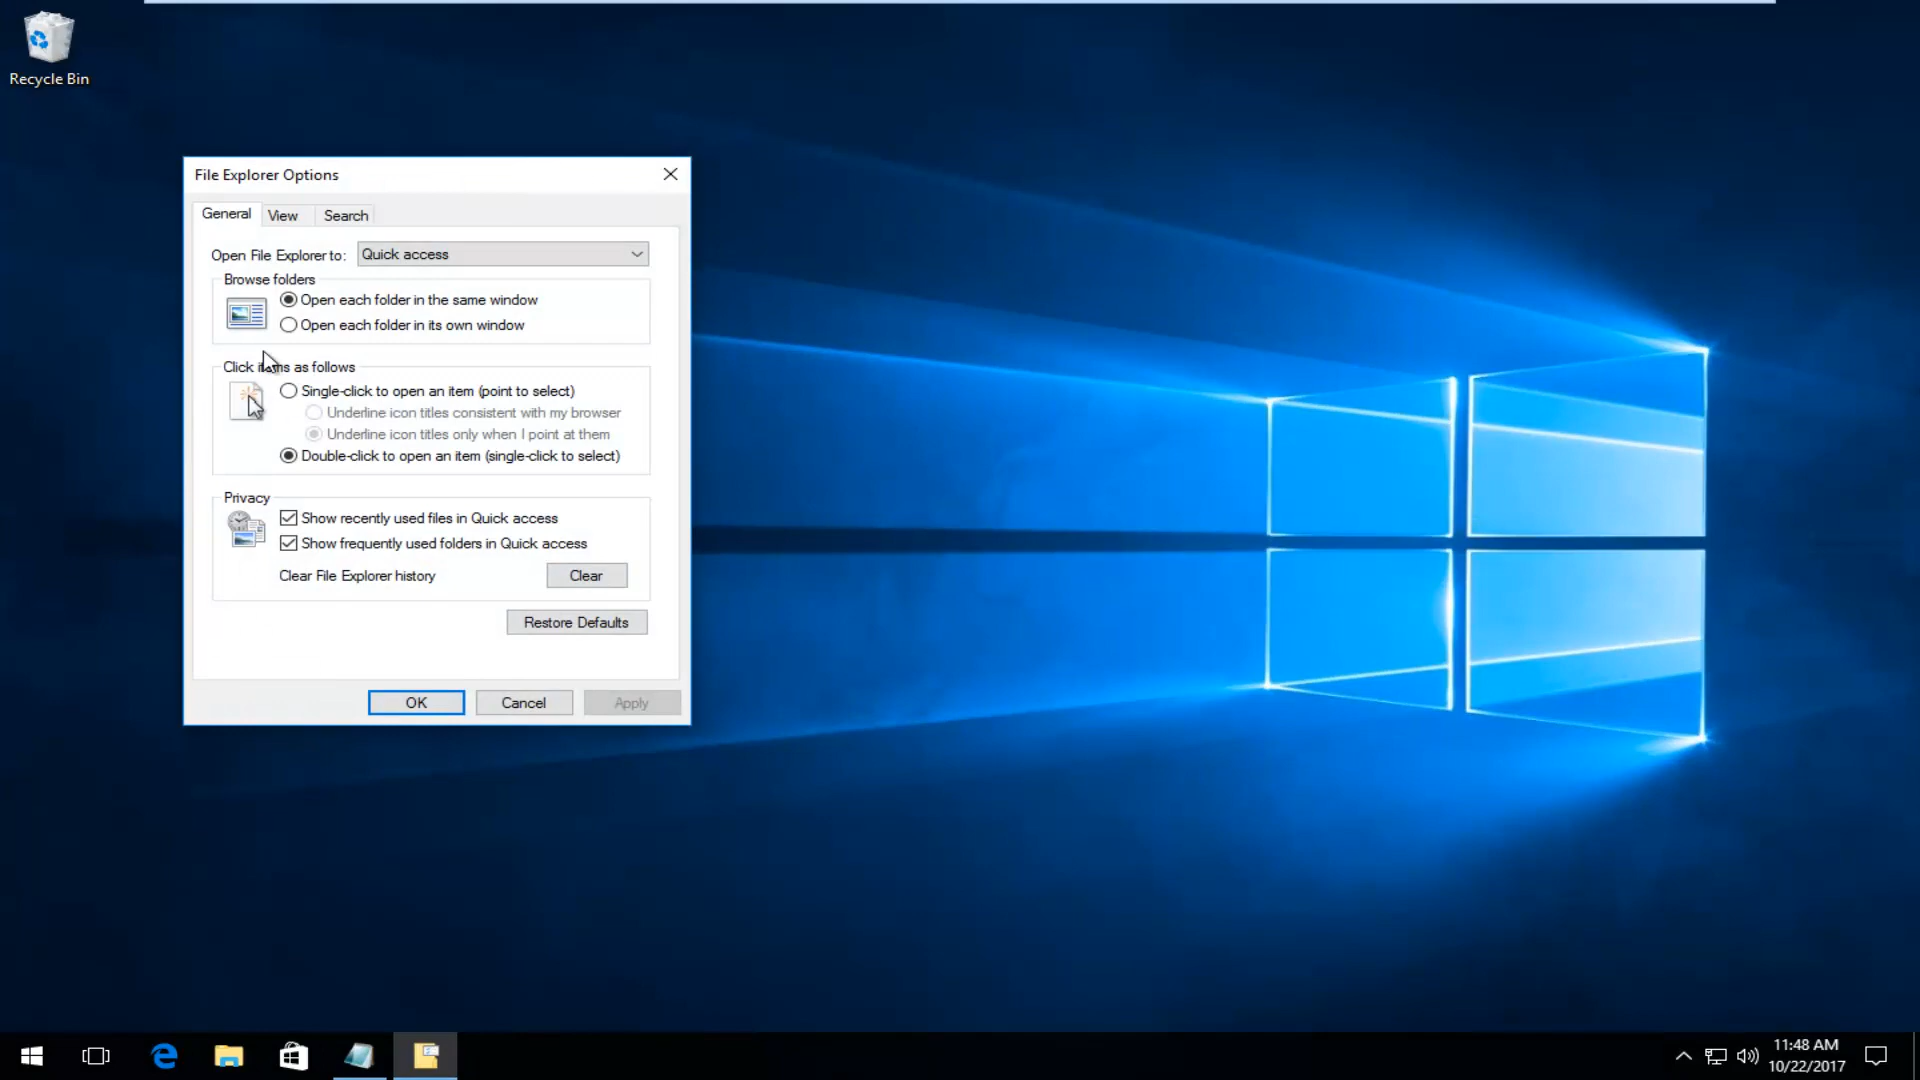 Recycle Bin
File Explorer Options
General View Search
Open File Explorer to: Quick access
Browse folders
Open each folder in the same window
Open each folder in its own window
Click items as follows
Single-click to open an item (point to select)
Underline icon titles consistent with my browser
Underline icon titles only when I point at them
Double-click to open an item (single-click to select)
Privacy
Show recently used files in Quick access
Show frequently used folders in Quick access
Clear File Explorer history Clear
Restore Defaults
OK Cancel Apply
11:48 AM
10/22/2017